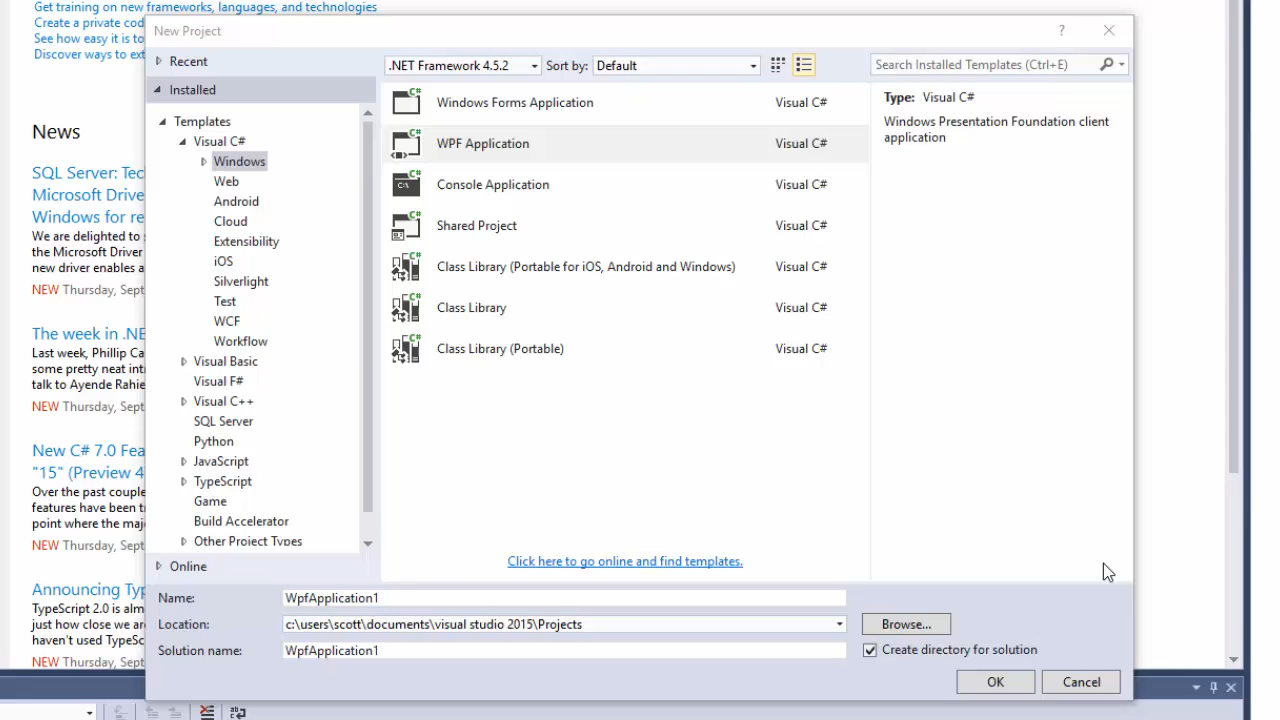 Get training on new frameworks, languages, and technologies
Create a private cod
See how easy it is to
Discover ways to ext
News
SQL Server: Tec
Microsoft Drive
Windows for re
We are delighted to s
the Microsoft Driver
new driver enables a
NEW Thursday, Sept
The week in .NE
Last week, Phillip Ca
some pretty neat int
talk to Ayende Rahie
NEW Thursday, Sept
New C# 7.0 Fea
"15" (Preview 4
Over the past couple
features have been t
point where the majo
NEW Thursday, Sept
Announcing Typ
TypeScript 2.0 is alm
just how close we are
haven't used TypeSc
NEW Thursday, Sept
New Project
?
Recent
.NET Framework 4.5.2
Sort by:
Default
Search Installed Templates (Ctrl+E)
Installed
Templates
Visual C#
Windows
Web
Android
Cloud
Extensibility
iOS
Silverlight
Test
WCF
Workflow
Visual Basic
Visual F#
Visual C++
SQL Server
Python
JavaScript
TypeScript
Game
Build Accelerator
Other Project Types
Online
Windows Forms Application Visual C#
WPF Application Visual C#
Console Application Visual C#
Shared Project Visual C#
Class Library (Portable for iOS, Android and Windows) Visual C#
Class Library Visual C#
Class Library (Portable) Visual C#
Click here to go online and find templates.
Type: Visual C#
Windows Presentation Foundation client
application
Name: WpfApplication1
Location: c:\users\scott\documents\visual studio 2015\Projects
Browse...
Solution name: WpfApplication1
Create directory for solution
OK
Cancel